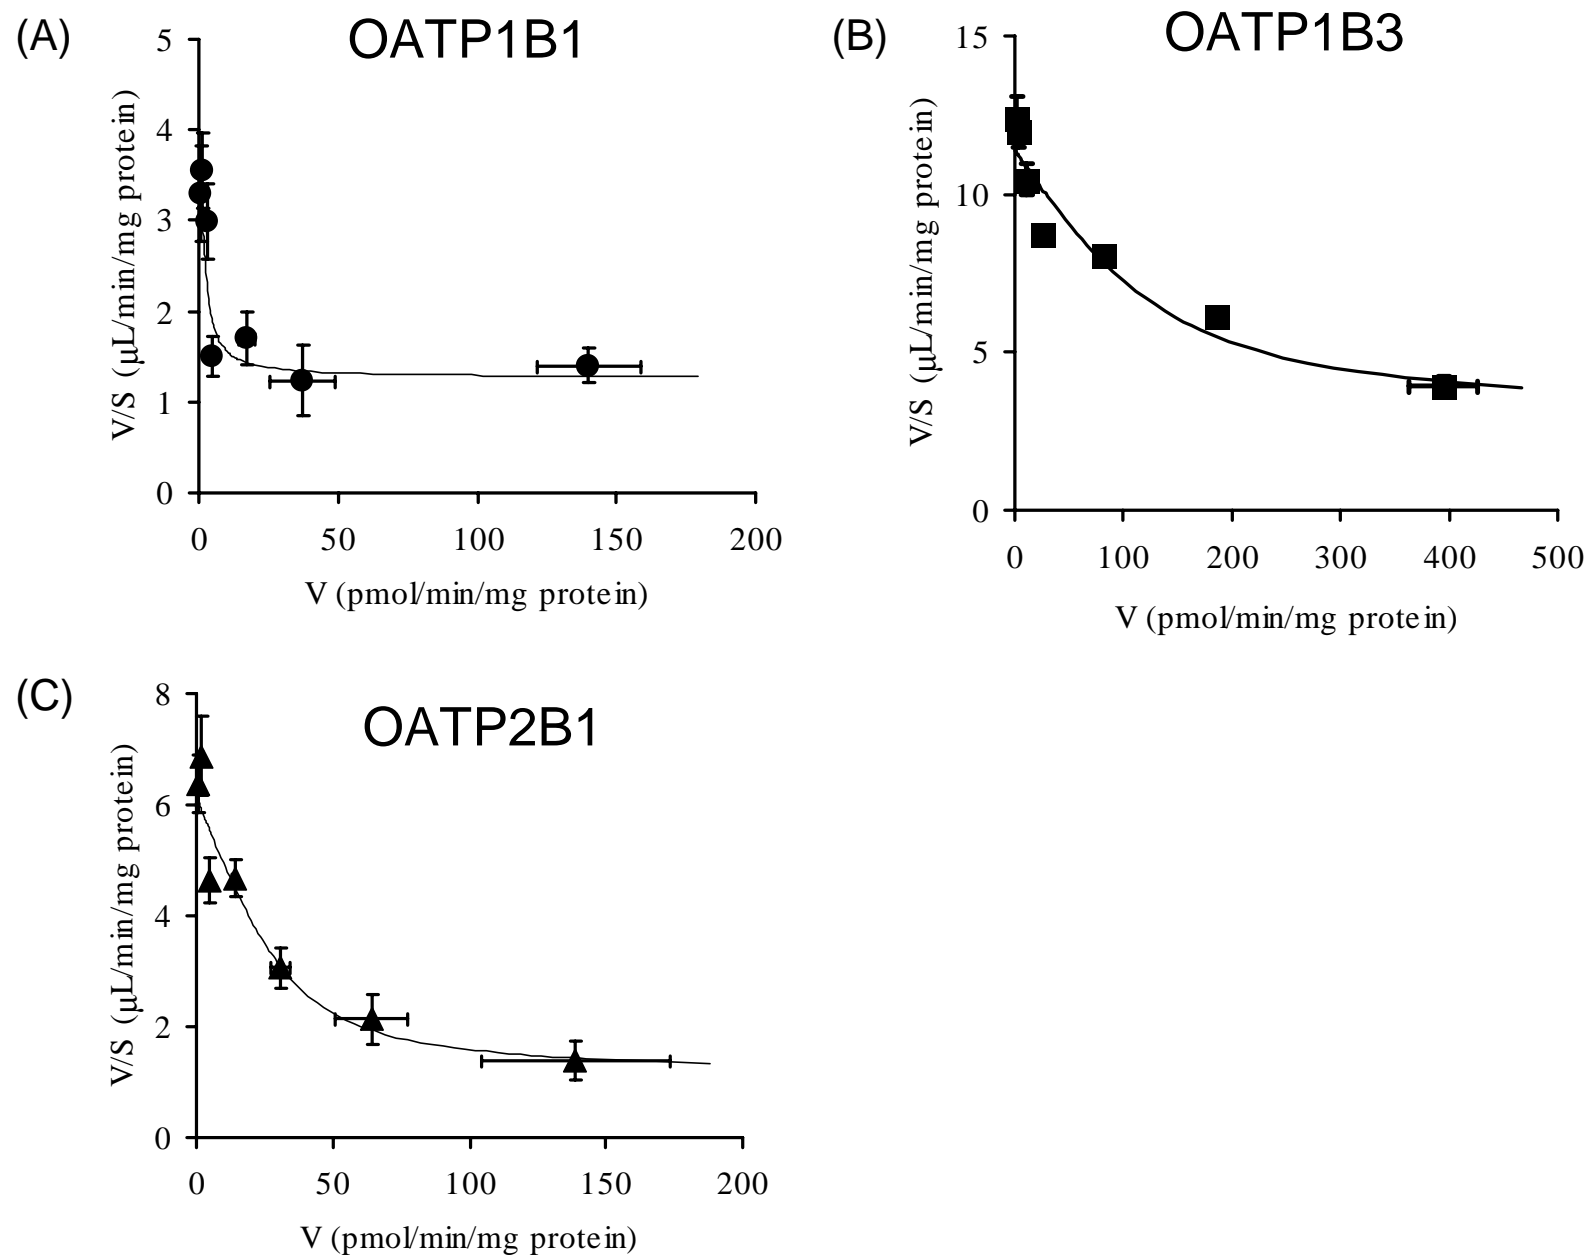 (A)
OATP1B1
5
4
3
2
1
0
V/S (μL/min/mg protein)
0 50 100 150 200
V (pmol/min/mg protein)
(B)
OATP1B3
15
10
5
0
V/S (μL/min/mg protein)
0 100 200 300 400 500
V (pmol/min/mg protein)
(C)
OATP2B1
8
6
4
2
0
V/S (μL/min/mg protein)
0 50 100 150 200
V (pmol/min/mg protein)